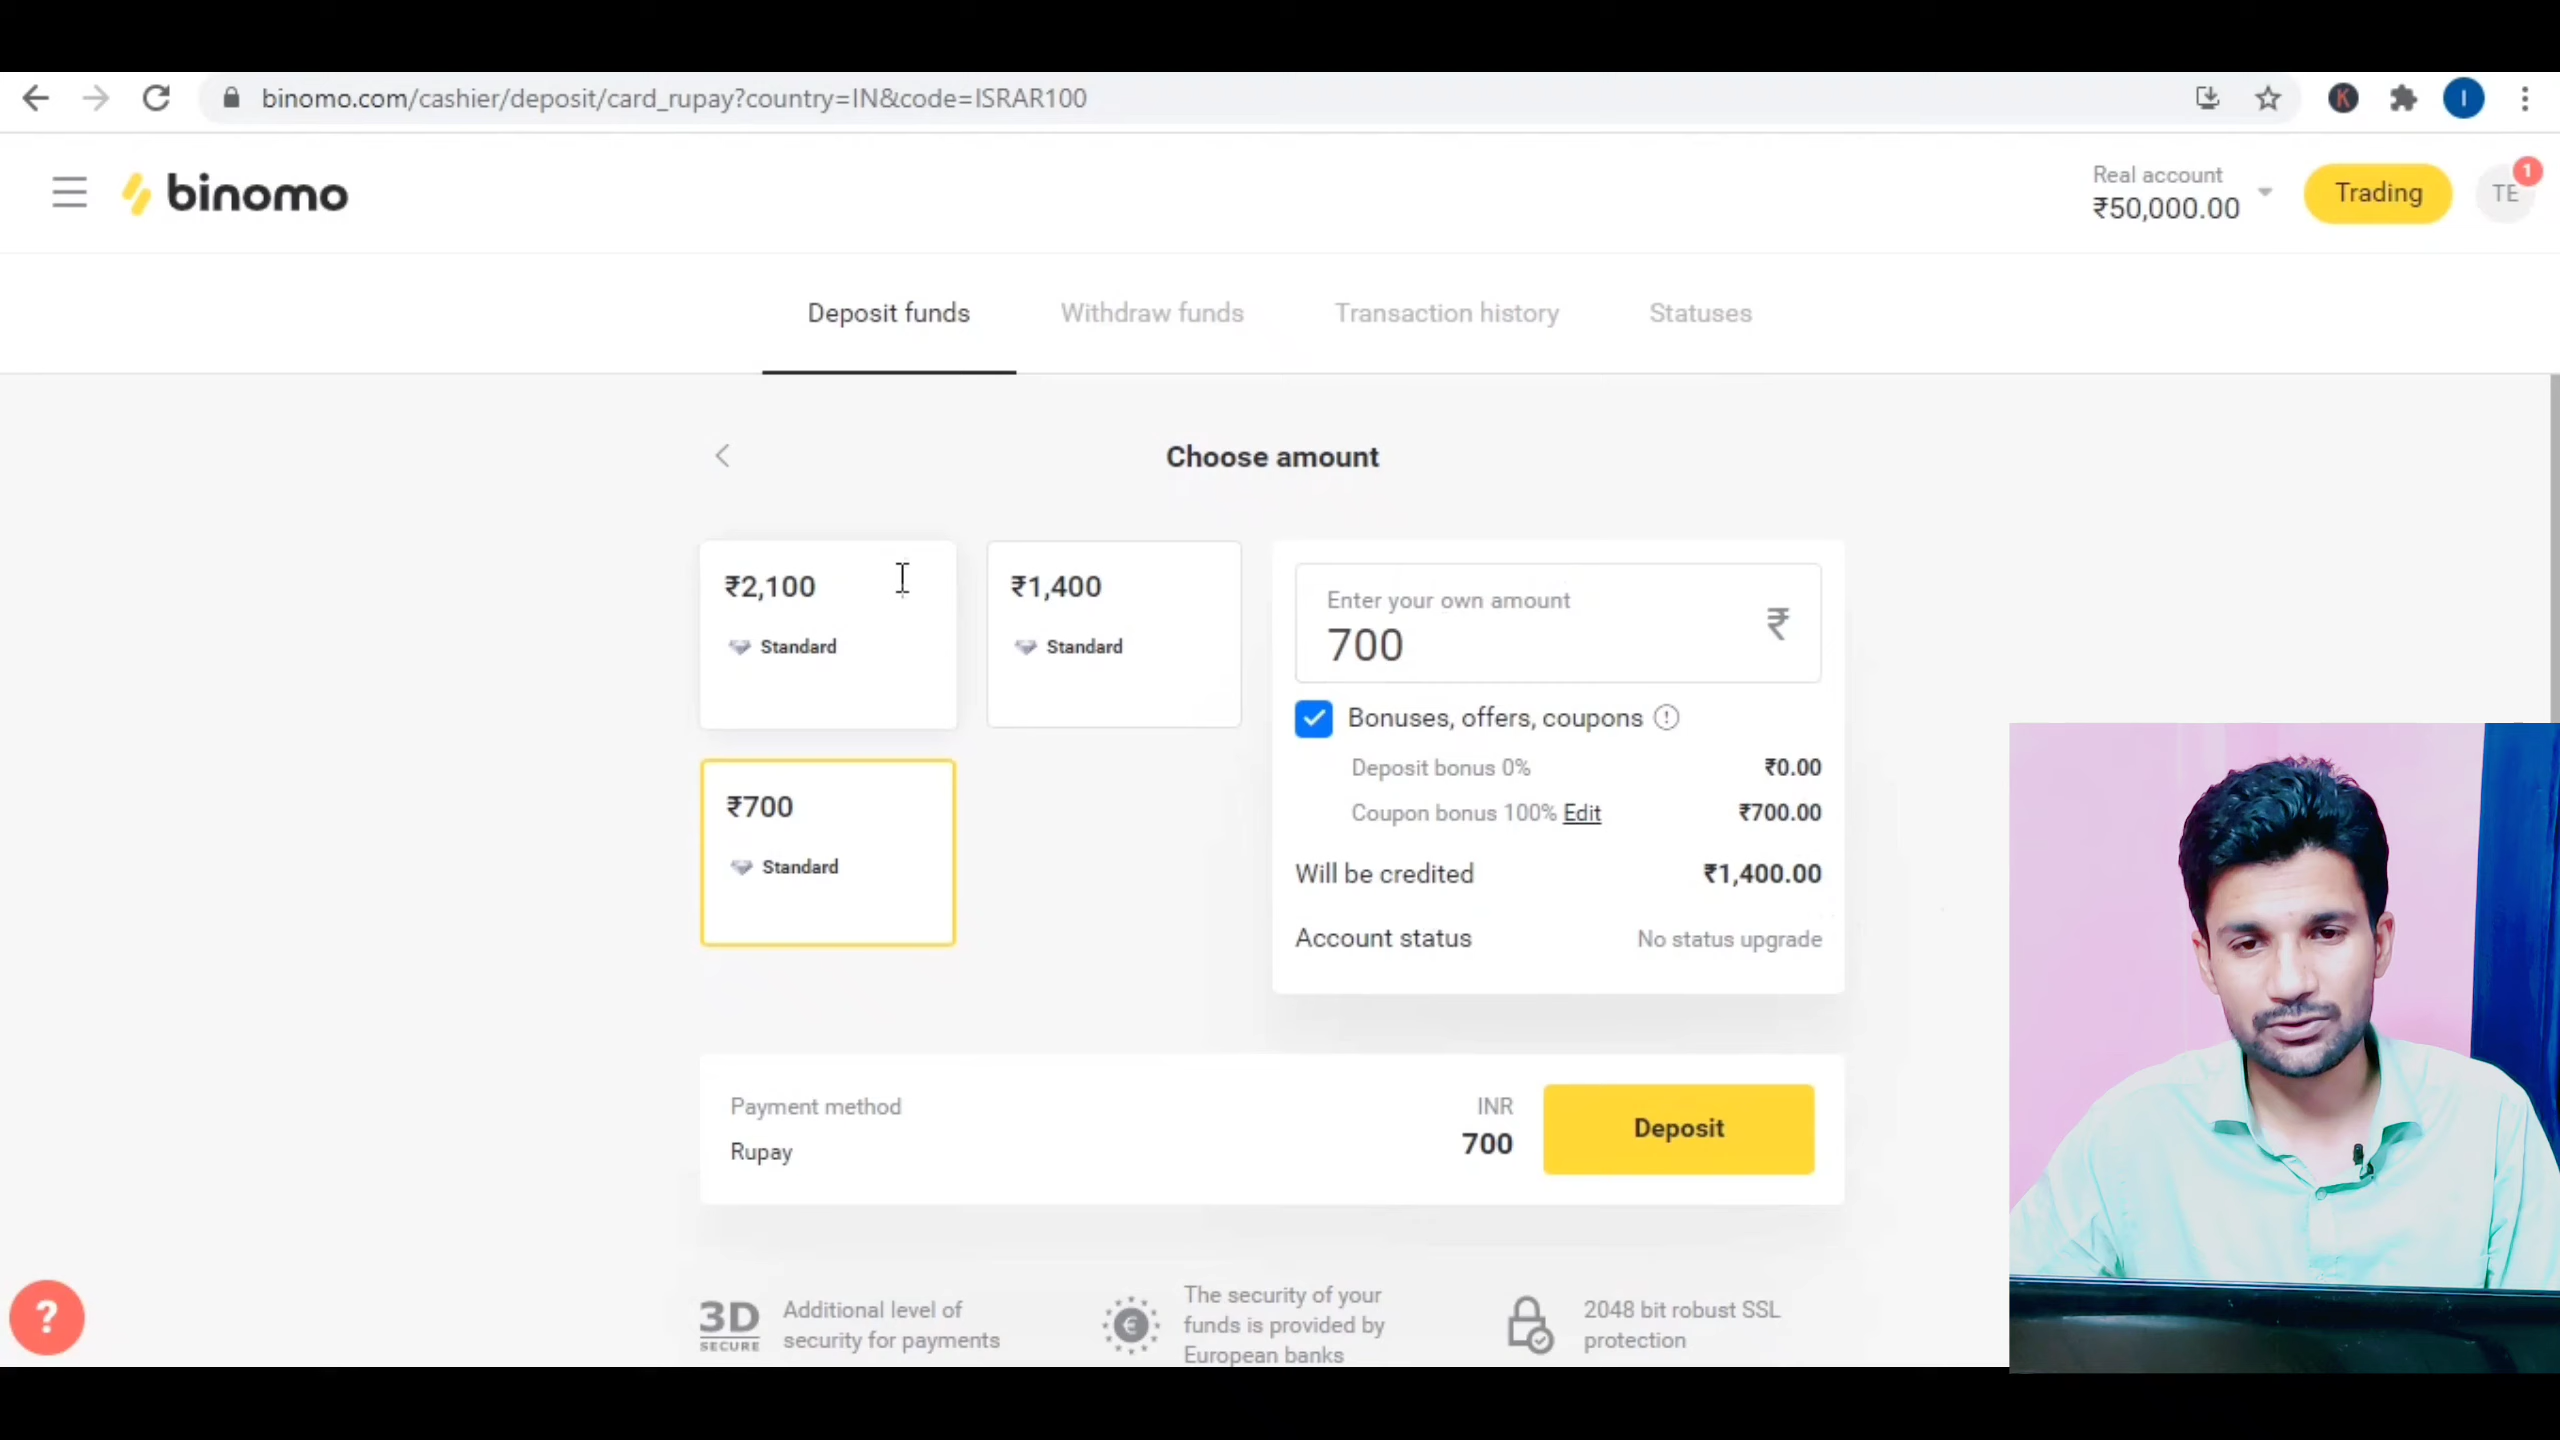 binomo.com/cashier/deposit/card_rupay?country=IN&code=ISRAR100
K
I
binomo
Real account
₹50,000.00
Trading
TE
1
Deposit funds
Withdraw funds
Transaction history
Statuses
Choose amount
₹2,100
Standard
₹1,400
Standard
₹700
Standard
Enter your own amount
700
₹
Bonuses, offers, coupons
Deposit bonus 0% ₹0.00
Coupon bonus 100% Edit ₹700.00
Will be credited ₹1,400.00
Account status No status upgrade
Payment method
Rupay
INR
700
Deposit
3D
SECURE
Additional level of
security for payments
€
The security of your
funds is provided by
European banks
2048 bit robust SSL
protection
?